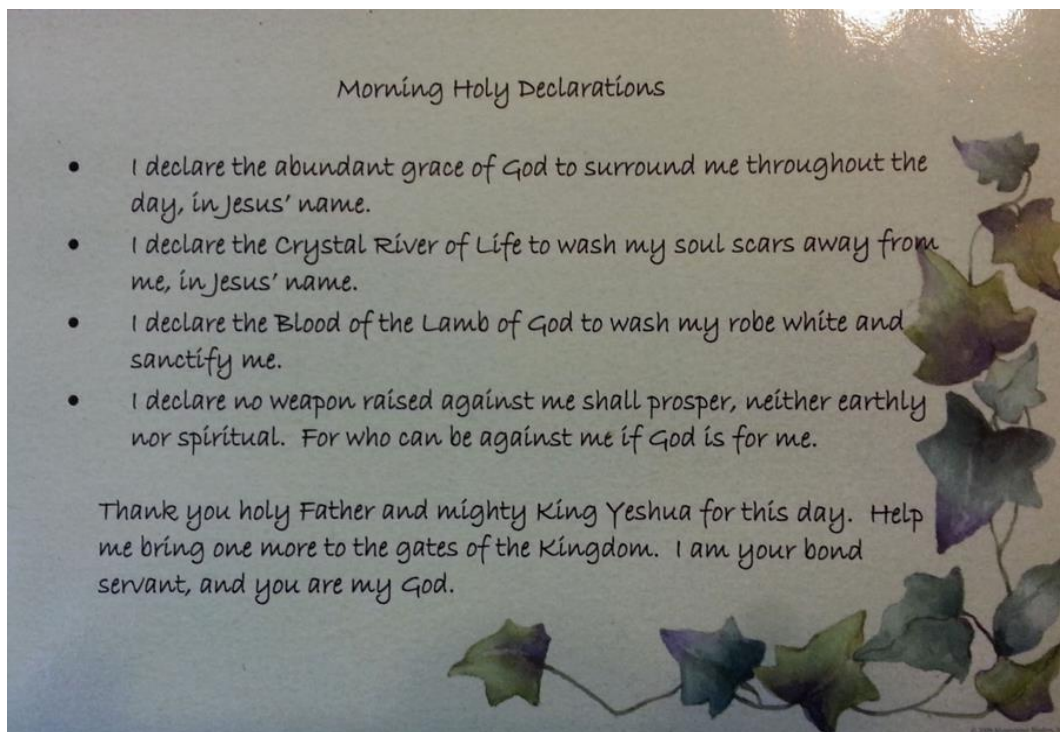 Morning Holy Declarations
• I declare the abundant grace of God to surround me throughout the
day, in Jesus' name.
• I declare the Crystal River of Life to wash my soul scars away from
me, in Jesus' name.
• I declare the Blood of the Lamb of God to wash my robe white and
sanctify me.
• I declare no weapon raised against me shall prosper, neither earthly
nor spiritual. For who can be against me if God is for me.
Thank you holy Father and mighty King Yeshua for this day. Help
me bring one more to the gates of the Kingdom. I am your bond
servant, and you are my God.